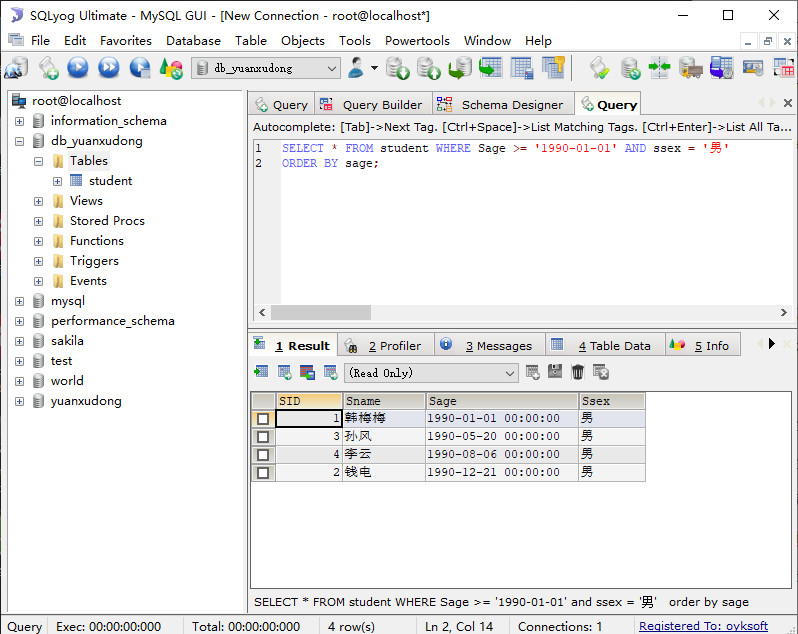 SQLyog Ultimate - MySQL GUI - [New Connection - root@localhost*]
File Edit Favorites Database Table Objects Tools Powertools Window Help
db_yuanxudong
root@localhost
information_schema
db_yuanxudong
Tables
student
Views
Stored Procs
Functions
Triggers
Events
mysql
performance_schema
sakila
test
world
yuanxudong
Query Query Builder Schema Designer Query
Autocomplete: [Tab]->Next Tag. [Ctrl+Space]->List Matching Tags. [Ctrl+Enter]->List All Ta...
1 SELECT * FROM student WHERE Sage >= '1990-01-01' AND ssex = '男'
2 ORDER BY sage;
1 Result 2 Profiler 3 Messages 4 Table Data 5 Info
(Read Only)
SID Sname Sage Ssex
1 韩梅梅 1990-01-01 00:00:00 男
3 孙风 1990-05-20 00:00:00 男
4 李云 1990-08-06 00:00:00 男
2 钱电 1990-12-21 00:00:00 男
SELECT * FROM student WHERE Sage >= '1990-01-01' and ssex = '男' order by sage
Query Exec: 00:00:00:000 Total: 00:00:00:000 4 row(s) Ln 2, Col 14 Connections: 1 Registered To: oyksoft